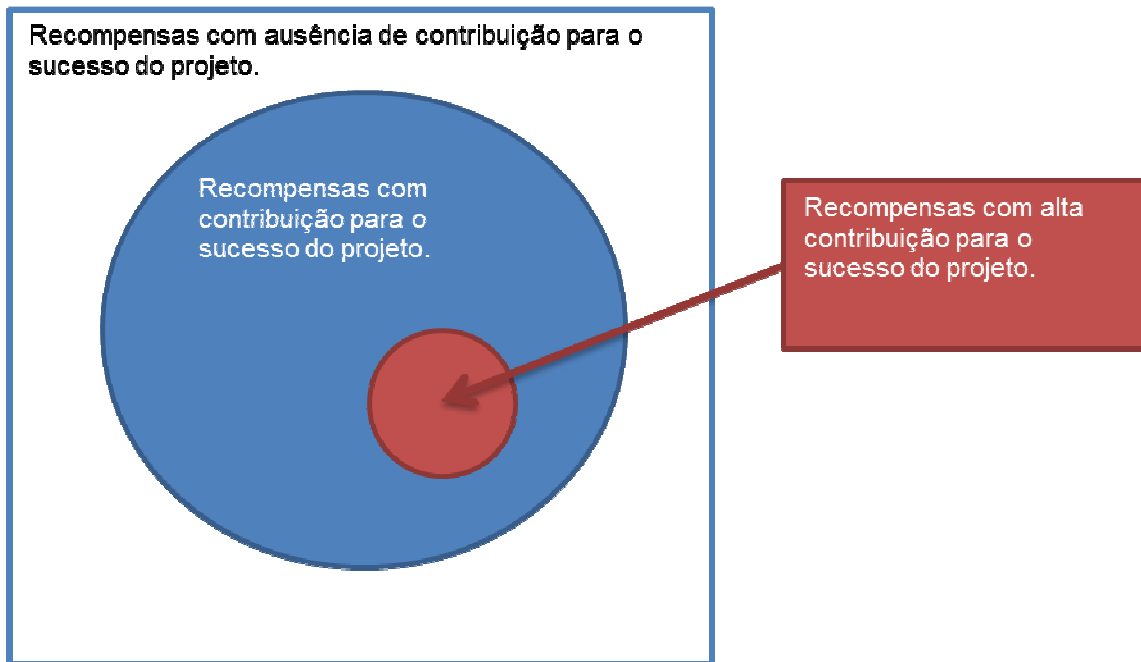 Recompensas com ausência de contribuição para o
sucesso do projeto.
Recompensas com
contribuição para o
sucesso do projeto.
Recompensas com alta
contribuição para o
sucesso do projeto.